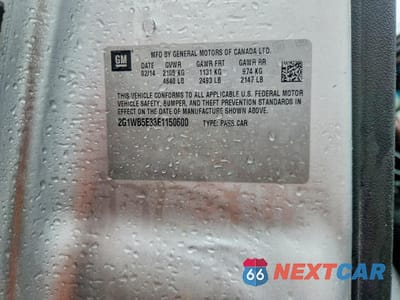 GM
MFG BY GENERAL MOTORS OF CANADA LTD.
DATE GVWR GAWR FRT GAWR RR
02/14 2105 KG 1131 KG 974 KG
4640 LB 2493 LB 2147 LB
THIS VEHICLE CONFORMS TO ALL APPLICABLE U.S. FEDERAL MOTOR
VEHICLE SAFETY, BUMPER, AND THEFT PREVENTION STANDARDS IN
EFFECT ON THE DATE OF MANUFACTURE SHOWN ABOVE.
2G1WB5E33E1150600 TYPE: PASS CAR
66 NEXTCAR